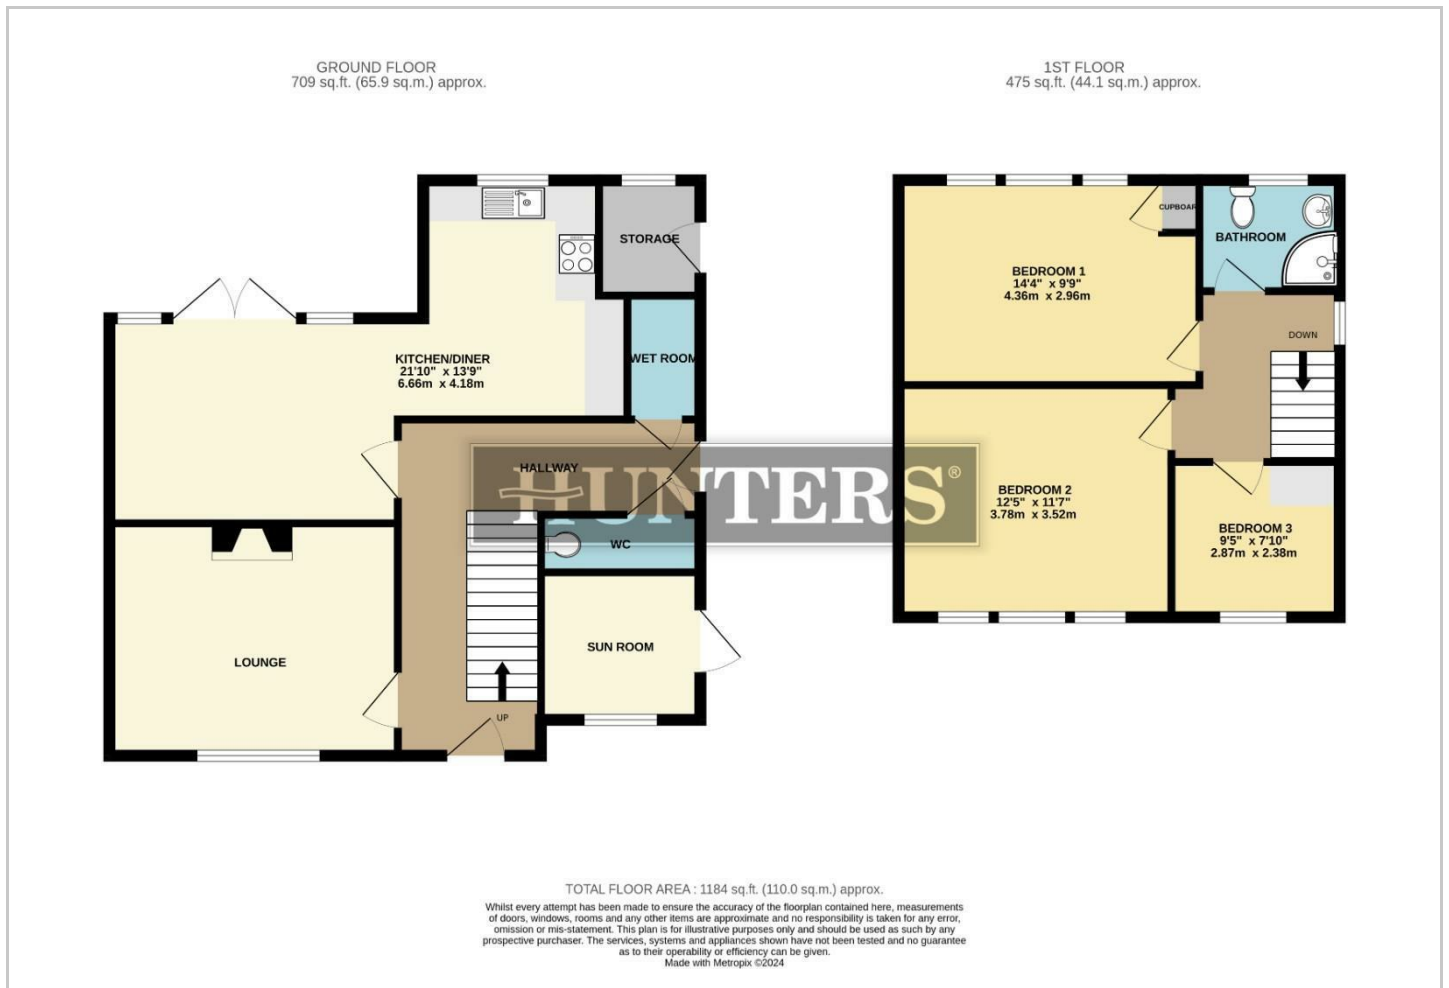 GROUND FLOOR
709 sq.ft. (65.9 sq.m.) approx.
1ST FLOOR
475 sq.ft. (44.1 sq.m.) approx.
STORAGE
KITCHEN/DINER
21'10" x 13'9"
6.66m x 4.18m
WET ROOM
HALLWAY
WC
SUN ROOM
LOUNGE
UP
HUNTERS®
CUPBOAR
BATHROOM
BEDROOM 1
14'4" x 9'9"
4.36m x 2.96m
DOWN
BEDROOM 2
12'5" x 11'7"
3.78m x 3.52m
BEDROOM 3
9'5" x 7'10"
2.87m x 2.38m
TOTAL FLOOR AREA : 1184 sq.ft. (110.0 sq.m.) approx.
Whilst every attempt has been made to ensure the accuracy of the floorplan contained here, measurements
of doors, windows, rooms and any other items are approximate and no responsibility is taken for any error,
omission or mis-statement. This plan is for illustrative purposes only and should be used as such by any
prospective purchaser. The services, systems and appliances shown have not been tested and no guarantee
as to their operability or efficiency can be given.
Made with Metropix ©2024